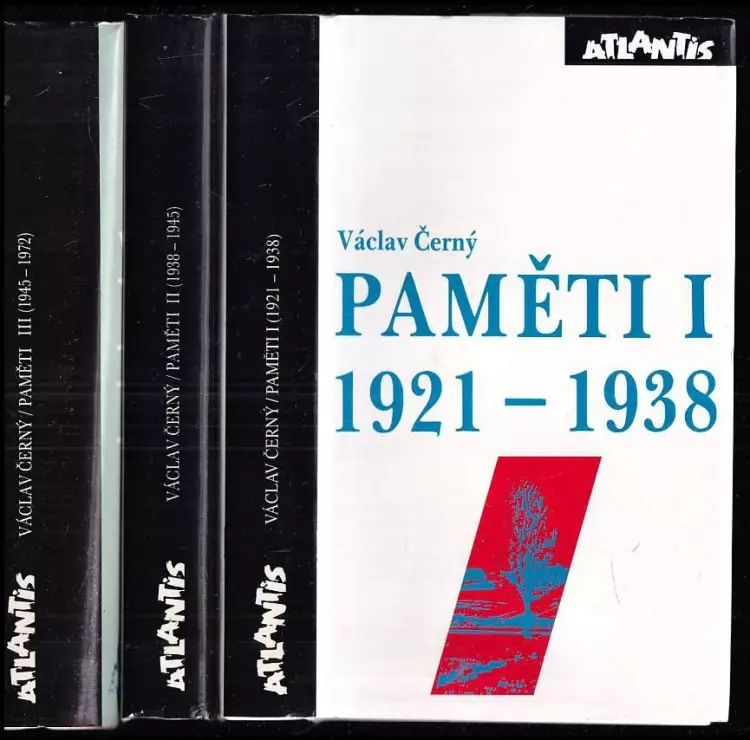 VÁCLAV ČERNÝ / PAMĚTI III (1945 – 1972)
ATLANTIS
VÁCLAV ČERNÝ / PAMĚTI II (1938 – 1945)
ATLANTIS
VÁCLAV ČERNÝ / PAMĚTI I (1921 – 1938)
ATLANTIS
ATLANTIS
Václav Černý
PAMĚTI I
1921 – 1938